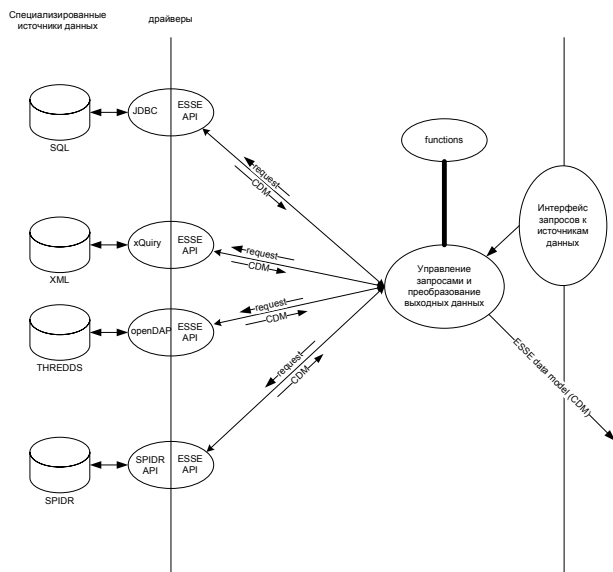 Специализированные
источники данных
драйверы
JDBC
ESSE
API
SQL
request
CDM
functions
Интерфейс
запросов к
источникам
данных
xQuiry
ESSE
API
XML
request
CDM
Управление
запросами и
преобразование
выходных данных
openDAP
ESSE
API
THREDDS
request
CDM
ESSE data model (CDM)
request
CDM
SPIDR
API
ESSE
API
SPIDR